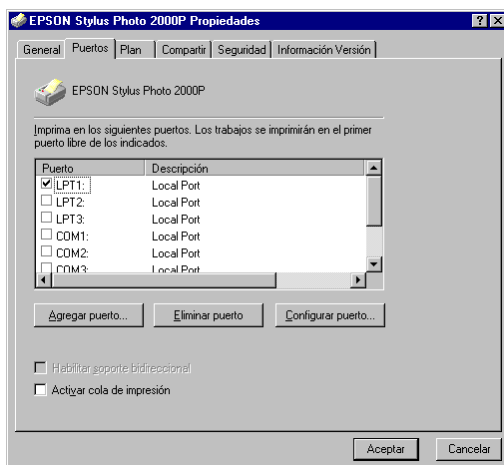 EPSON Stylus Photo 2000P Propiedades
General Puertos Plan Compartir Seguridad Información Versión
EPSON Stylus Photo 2000P
Imprima en los siguientes puertos. Los trabajos se imprimirán en el primer
puerto libre de los indicados.
Puerto Descripción
LPT1: Local Port
LPT2: Local Port
LPT3: Local Port
COM1: Local Port
COM2: Local Port
COM3: Local Port
Agregar puerto... Eliminar puerto Configurar puerto...
Habilitar soporte bidireccional
Activar cola de impresión
Aceptar Cancelar